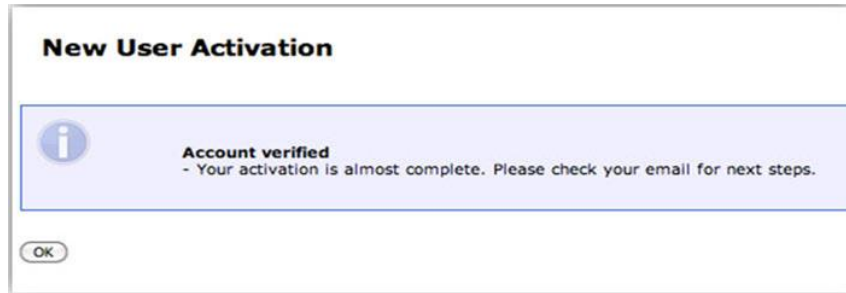 New User Activation
Account verified
- Your activation is almost complete. Please check your email for next steps.
OK